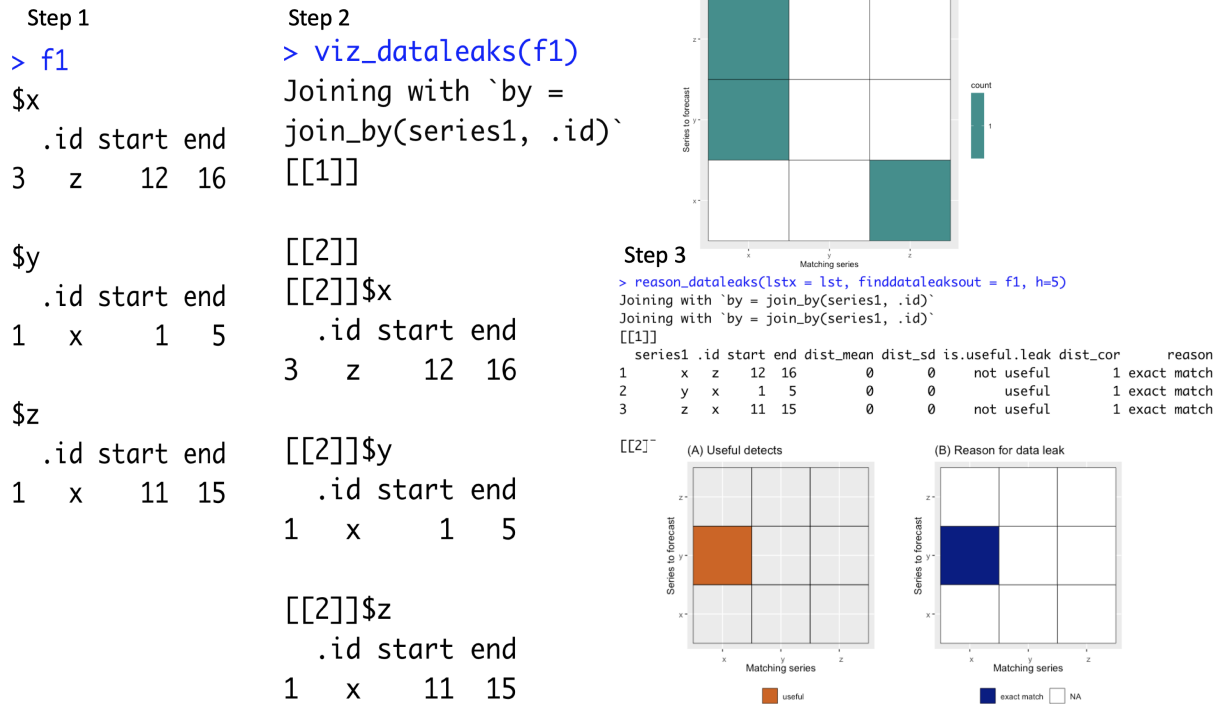 Step 1
> f1
$x
.id start end
3 z 12 16
$y
.id start end
1 x 1 5
$z
.id start end
1 x 11 15
Step 2
> viz_dataleaks(f1)
Joining with `by =
join_by(series1, .id)`
[[1]]
[[2]]
[[2]]$x
.id start end
3 z 12 16
[[2]]$y
.id start end
1 x 1 5
[[2]]$z
.id start end
1 x 11 15
Series to forecast
z
y
x
x y z
Matching series
count
1
Step 3
> reason_dataleaks(lstx = lst, finddataleaksout = f1, h=5)
Joining with `by = join_by(series1, .id)`
Joining with `by = join_by(series1, .id)`
[[1]]
series1 .id start end dist_mean dist_sd is.useful.leak dist_cor reason
1 x z 12 16 0 0 not useful 1 exact match
2 y x 1 5 0 0 useful 1 exact match
3 z x 11 15 0 0 not useful 1 exact match
[[2]
(A) Useful detects
Series to forecast
z
y
x
x y z
Matching series
useful
(B) Reason for data leak
Series to forecast
z
y
x
x y z
Matching series
exact match NA